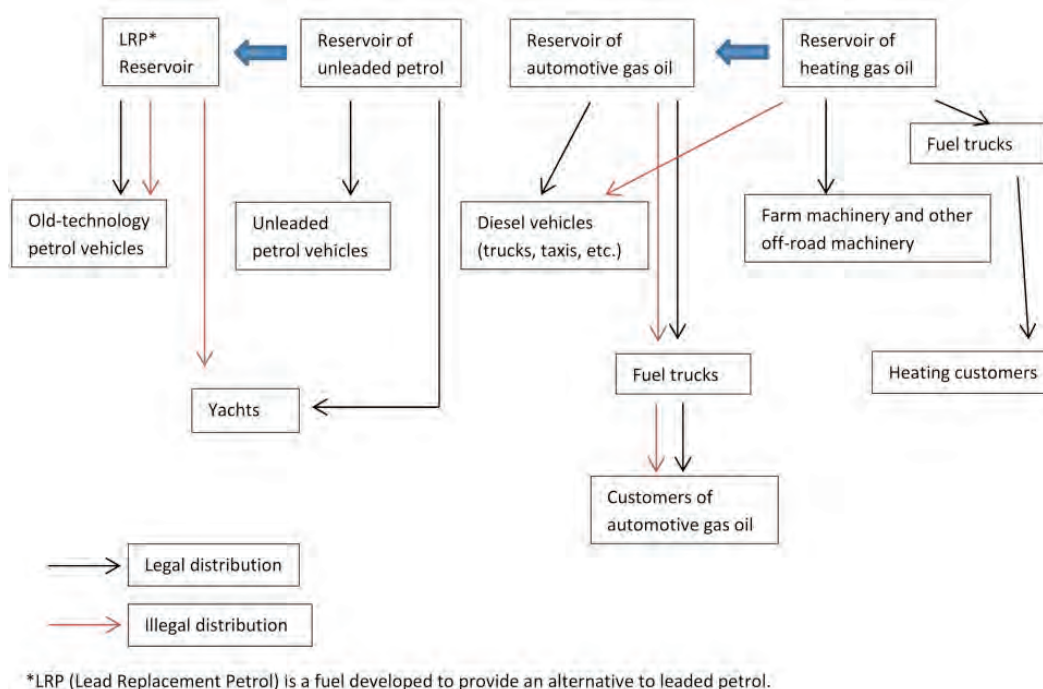 LRP*
Reservoir
Reservoir of
unleaded petrol
Reservoir of
automotive gas oil
Reservoir of
heating gas oil
Fuel trucks
Old-technology
petrol vehicles
Unleaded
petrol vehicles
Diesel vehicles
(trucks, taxis, etc.)
Farm machinery and other
off-road machinery
Fuel trucks
Heating customers
Yachts
Customers of
automotive gas oil
Legal distribution
Illegal distribution
*LRP (Lead Replacement Petrol) is a fuel developed to provide an alternative to leaded petrol.